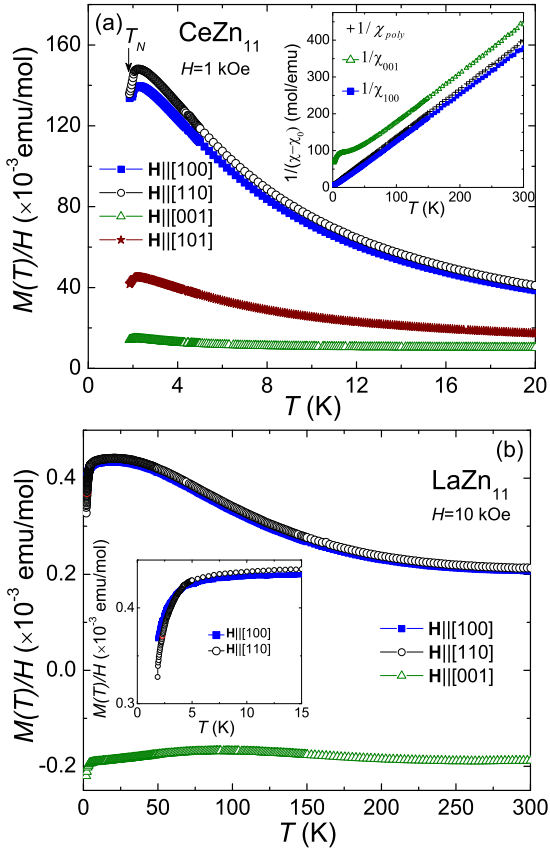 (a) T_N CeZn₁₁
H=1 kOe
M(T)/H (×10⁻³ emu/mol)
160
120
80
40
0
H||[100]
H||[110]
H||[001]
H||[101]
0 4 8 12 16 20
T (K)
1/(χ-χ₀) (mol/emu)
400
300
200
100
0
+1/χ_poly
1/χ_001
1/χ_100
0 50 100 150 200 250 300
T (K)
(b)
LaZn₁₁
H=10 kOe
M(T)/H (×10⁻³ emu/mol)
0.4
0.2
0.0
-0.2
H||[100]
H||[110]
H||[001]
0 50 100 150 200 250 300
T (K)
M(T)/H (×10⁻³ emu/mol)
0.4
0.3
H||[100]
H||[110]
0 5 10 15
T (K)